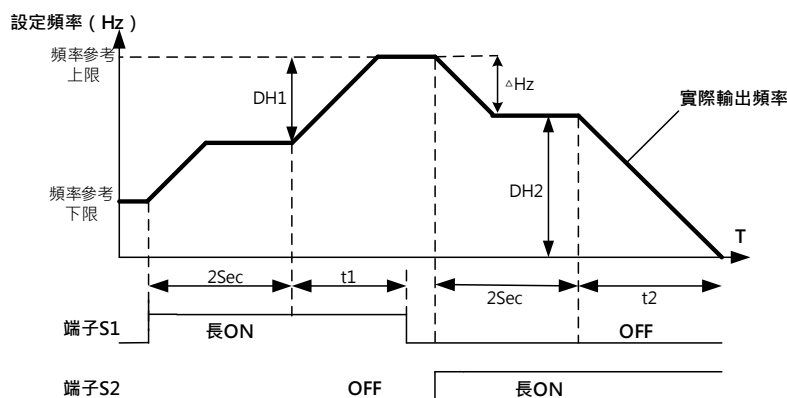 設定頻率（Hz）
頻率參考
上限
DH1
△Hz
實際輸出頻率
頻率參考
下限
DH2
T
2Sec
t1
2Sec
t2
端子S1
長ON
OFF
端子S2
OFF
長ON